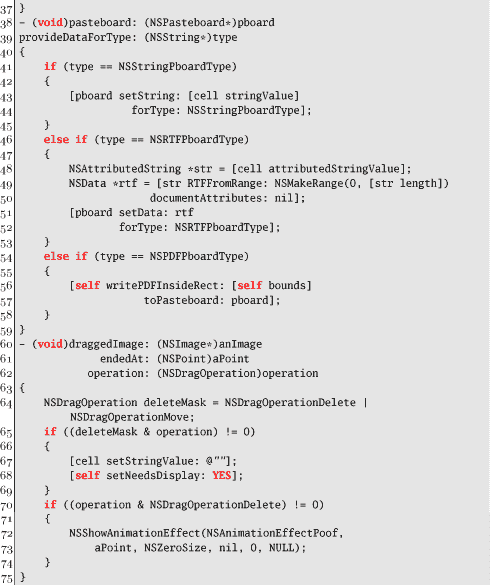 37 }
38 - (void)pasteboard: (NSPasteboard*)pboard
39 provideDataForType: (NSString*)type
40 {
41     if (type == NSStringPboardType)
42     {
43         [pboard setString: [cell stringValue]
44                   forType: NSStringPboardType];
45     }
46     else if (type == NSRTFPboardType)
47     {
48         NSAttributedString *str = [cell attributedStringValue];
49         NSData *rtf = [str RTFFromRange: NSMakeRange(0, [str length])
50                      documentAttributes: nil];
51         [pboard setData: rtf
52                 forType: NSRTFPboardType];
53     }
54     else if (type == NSPDFPboardType)
55     {
56         [self writePDFInsideRect: [self bounds]
57                     toPasteboard: pboard];
58     }
59 }
60 - (void)draggedImage: (NSImage*)anImage
61              endedAt: (NSPoint)aPoint
62            operation: (NSDragOperation)operation
63 {
64     NSDragOperation deleteMask = NSDragOperationDelete |
        NSDragOperationMove;
65     if ((deleteMask & operation) != 0)
66     {
67         [cell setStringValue: @""];
68         [self setNeedsDisplay: YES];
69     }
70     if ((operation & NSDragOperationDelete) != 0)
71     {
72         NSShowAnimationEffect(NSAnimationEffectPoof,
73             aPoint, NSZeroSize, nil, 0, NULL);
74     }
75 }